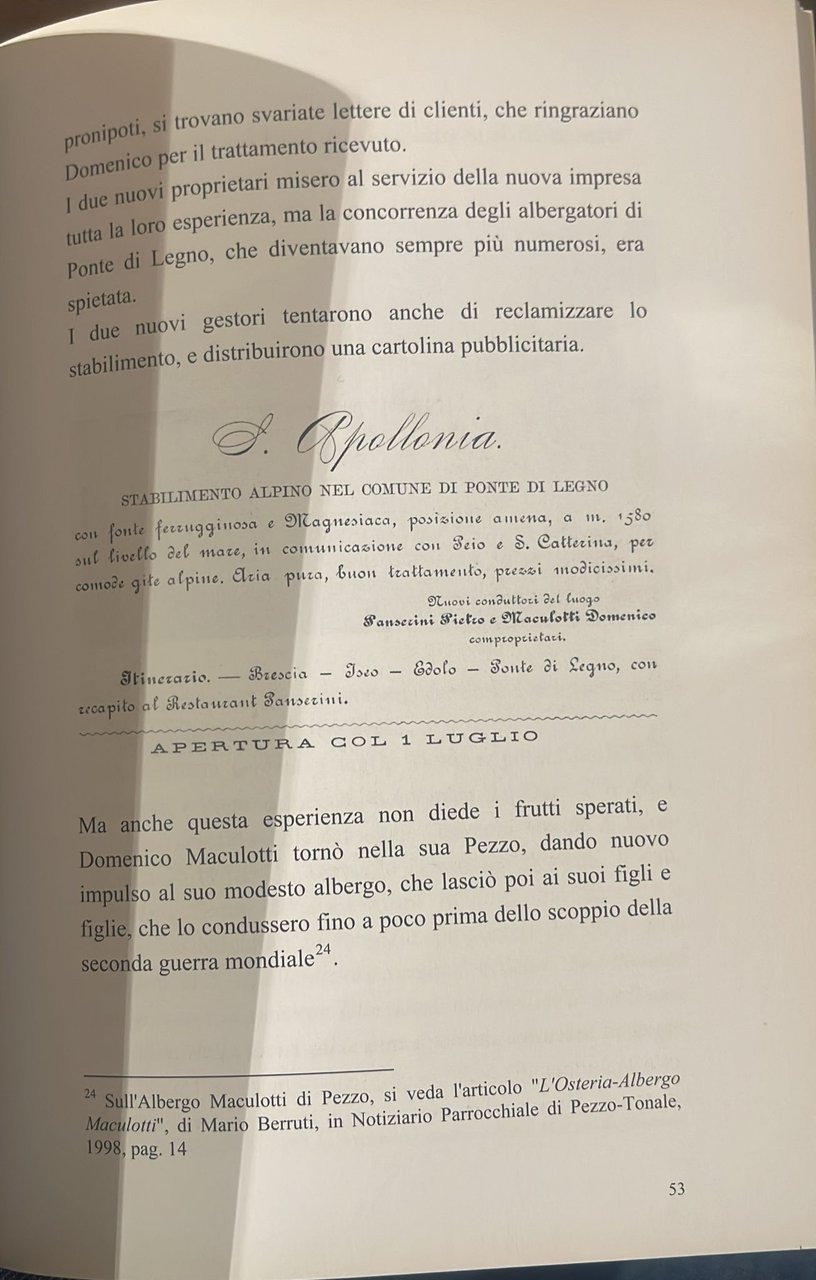 pronipoti, si trovano svariate lettere di clienti, che ringraziano
Domenico per il trattamento ricevuto.
I due nuovi proprietari misero al servizio della nuova impresa
tutta la loro esperienza, ma la concorrenza degli albergatori di
Ponte di Legno, che diventavano sempre più numerosi, era
spietata.
I due nuovi gestori tentarono anche di reclamizzare lo
stabilimento, e distribuirono una cartolina pubblicitaria.
S. Apollonia.
STABILIMENTO ALPINO NEL COMUNE DI PONTE DI LEGNO
con fonte ferrugginosa e Magnesiaca, posizione amena, a m. 1580
sul livello del mare, in comunicazione con Peio e S. Catterina, per
comode gite alpine. Aria pura, buon trattamento, prezzi modicissimi.
Nuovi conduttori del luogo
Panserini Pietro e Maculotti Domenico
comproprietari.
Itinerario. — Brescia — Iseo — Edolo — Ponte di Legno, con
recapito al Restaurant Panserini.
APERTURA COL 1 LUGLIO
Ma anche questa esperienza non diede i frutti sperati, e
Domenico Maculotti tornò nella sua Pezzo, dando nuovo
impulso al suo modesto albergo, che lasciò poi ai suoi figli e
figlie, che lo condussero fino a poco prima dello scoppio della
seconda guerra mondiale24.
24 Sull'Albergo Maculotti di Pezzo, si veda l'articolo "L'Osteria-Albergo
Maculotti", di Mario Berruti, in Notiziario Parrocchiale di Pezzo-Tonale,
1998, pag. 14
53